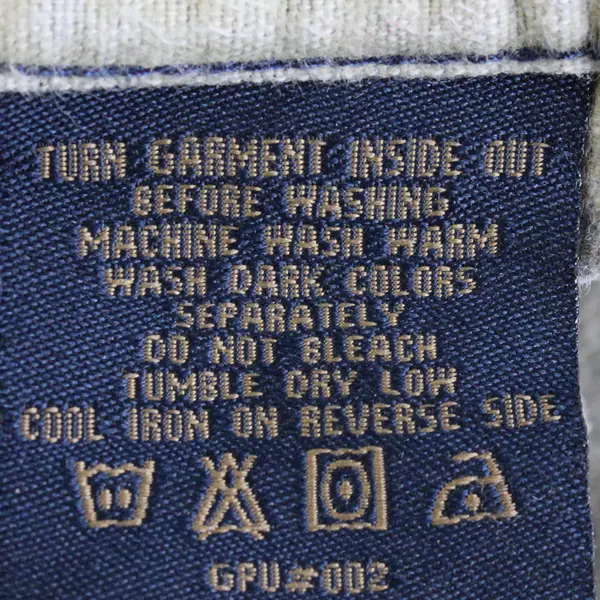 TURN GARMENT INSIDE OUT
BEFORE WASHING
MACHINE WASH WARM
WASH DARK COLORS
SEPARATELY
DO NOT BLEACH
TUMBLE DRY LOW
COOL IRON ON REVERSE SIDE
GPU#002